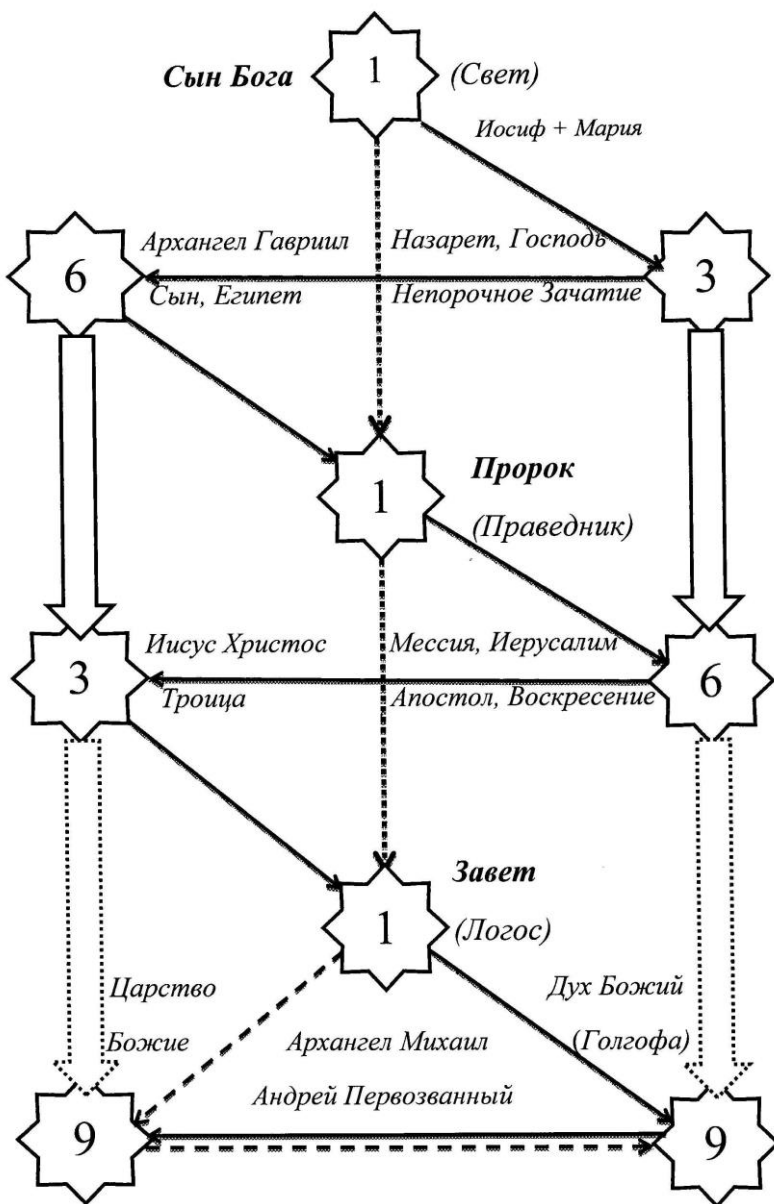 Сын Бога 1 (Свет)
Иосиф + Мария
Архангел Гавриил Назарет, Господь
6 3
Сын, Египет Непорочное Зачатие
Пророк
1
(Праведник)
Иисус Христос Мессия, Иерусалим
3 6
Троица Апостол, Воскресение
Завет
1 (Логос)
Царство Дух Божий
Божие Архангел Михаил (Голгофа)
Андрей Первозванный
9 9